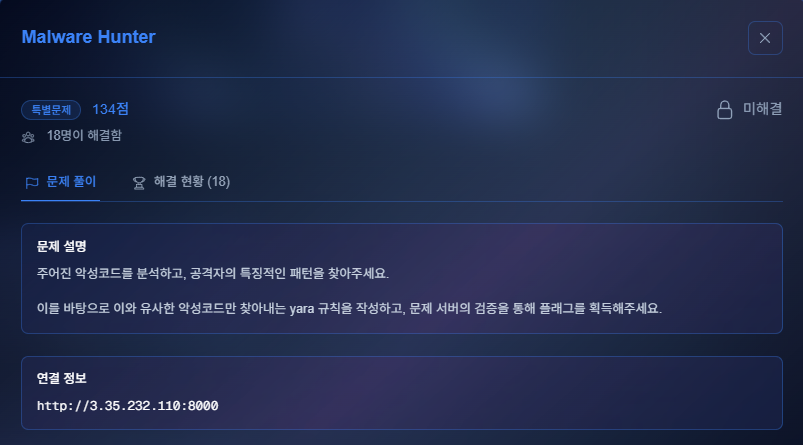 Malware Hunter
특별문제 134점
미해결
18명이 해결함
문제 풀이
해결 현황 (18)
문제 설명
주어진 악성코드를 분석하고, 공격자의 특징적인 패턴을 찾아주세요.
이를 바탕으로 이와 유사한 악성코드만 찾아내는 yara 규칙을 작성하고, 문제 서버의 검증을 통해 플래그를 획득해주세요.
연결 정보
http://3.35.232.110:8000